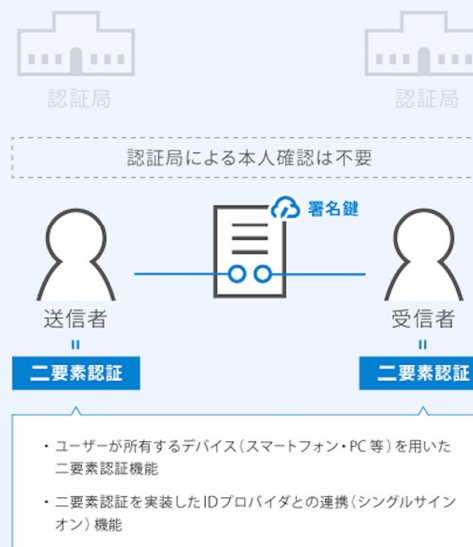 認証局
認証局
認証局による本人確認は不要
署名鍵
送信者
受信者
二要素認証
二要素認証
・ユーザーが所有するデバイス(スマートフォン・PC 等)を用いた
二要素認証機能
・二要素認証を実装したIDプロバイダとの連携(シングルサイン
オン)機能